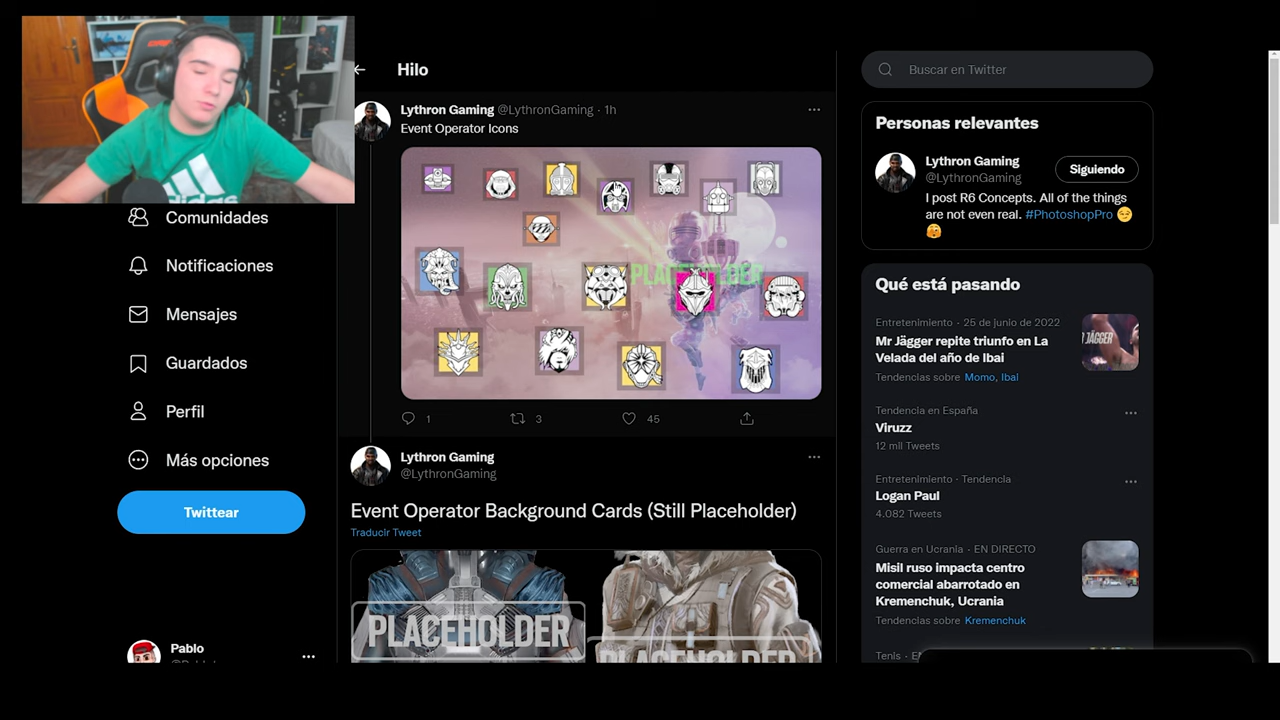 Hilo
Buscar en Twitter
Lythron Gaming @LythronGaming · 1h
Event Operator Icons
PLACEHOLDER
1
3
45
Lythron Gaming
@LythronGaming
Event Operator Background Cards (Still Placeholder)
Traducir Tweet
PLACEHOLDER
PLACEHOLDER
Comunidades
Notificaciones
Mensajes
Guardados
Perfil
Más opciones
Twittear
Pablo
Personas relevantes
Lythron Gaming
@LythronGaming
Siguiendo
I post R6 Concepts. All of the things
are not even real. #PhotoshopPro
Qué está pasando
Entretenimiento · 25 de junio de 2022
Mr Jägger repite triunfo en La
Velada del año de Ibai
Tendencias sobre Momo, Ibai
JÄGGER
Tendencia en España
Viruzz
12 mil Tweets
Entretenimiento · Tendencia
Logan Paul
4.082 Tweets
Guerra en Ucrania · EN DIRECTO
Misil ruso impacta centro
comercial abarrotado en
Kremenchuk, Ucrania
Tendencias sobre Kremenchuk
Tenis